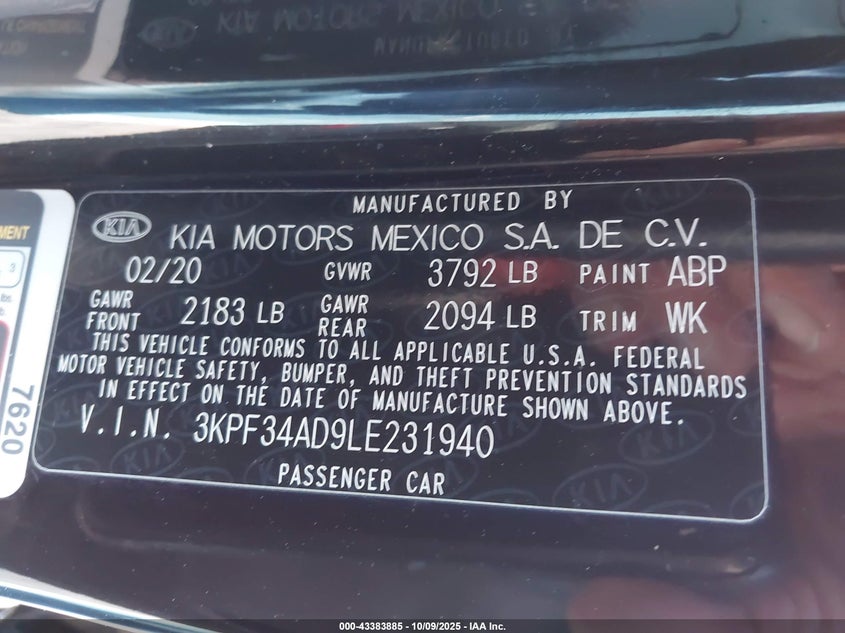 MANUFACTURED BY
KIA KIA MOTORS MEXICO S.A. DE C.V.
02/20 GVWR 3792 LB PAINT ABP
GAWR FRONT 2183 LB GAWR REAR 2094 LB TRIM WK
THIS VEHICLE CONFORMS TO ALL APPLICABLE U.S.A. FEDERAL
MOTOR VEHICLE SAFETY, BUMPER, AND THEFT PREVENTION STANDARDS
IN EFFECT ON THE DATE OF MANUFACTURE SHOWN ABOVE.
V.I.N. 3KPF34AD9LE231940
PASSENGER CAR
7620
000-43383885 - 10/09/2025 - IAA Inc.